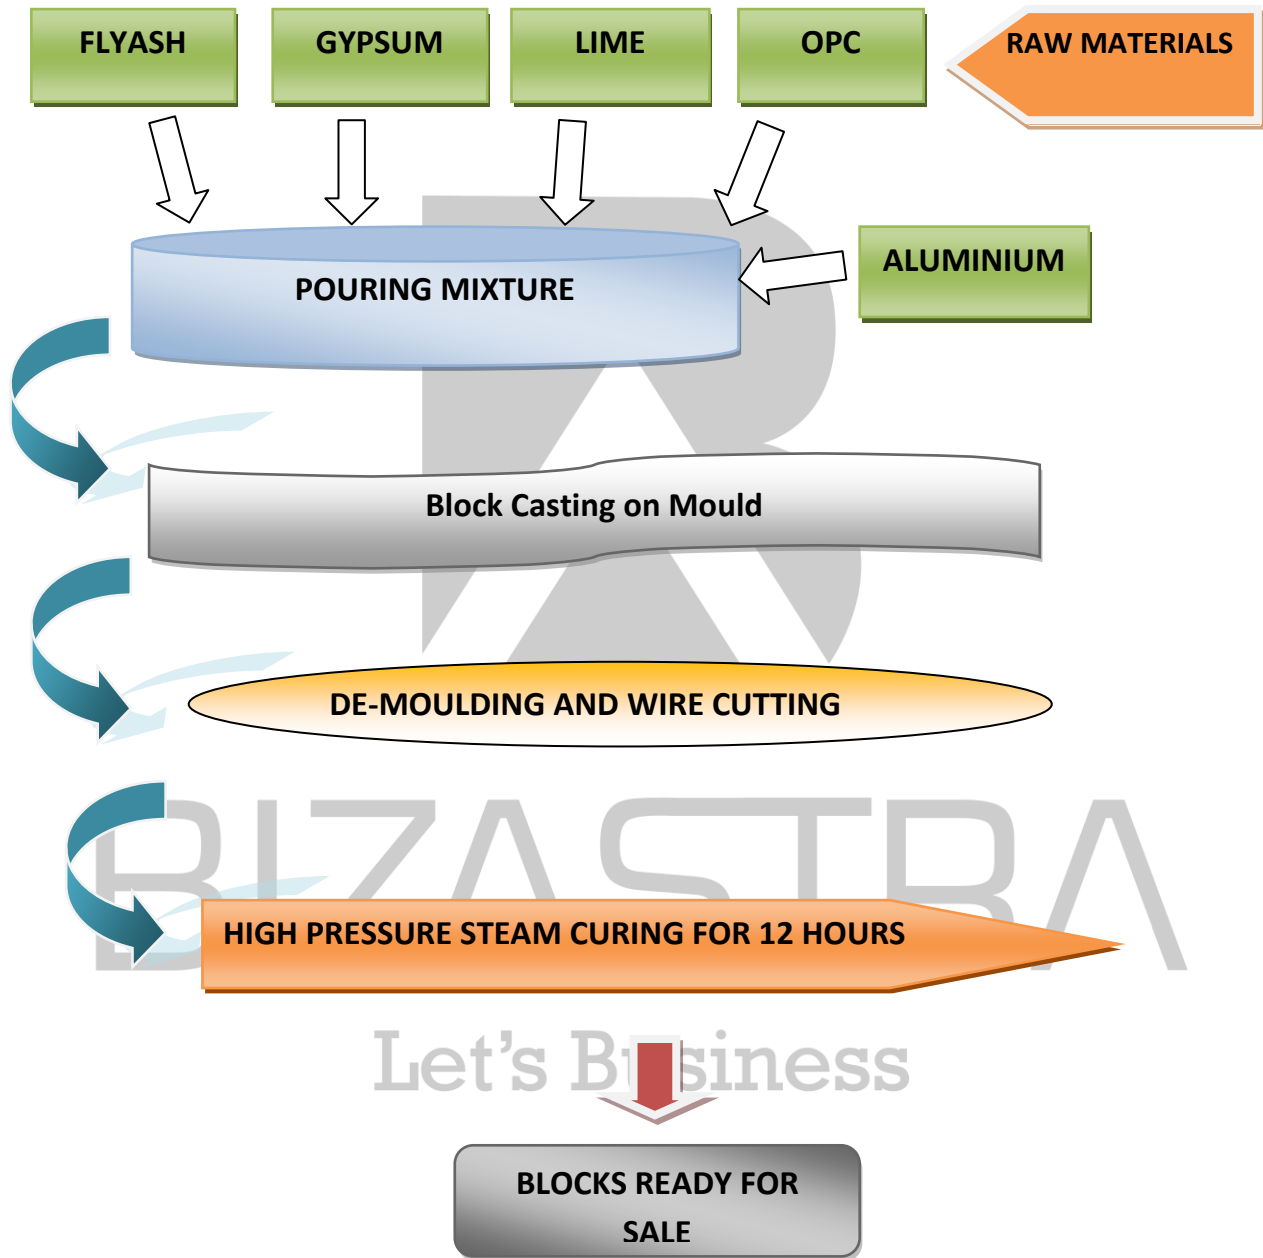 FLYASH
GYPSUM
LIME
OPC
RAW MATERIALS
POURING MIXTURE
ALUMINIUM
Block Casting on Mould
DE-MOULDING AND WIRE CUTTING
BIZASTRA
HIGH PRESSURE STEAM CURING FOR 12 HOURS
Let's Business
BLOCKS READY FOR
SALE